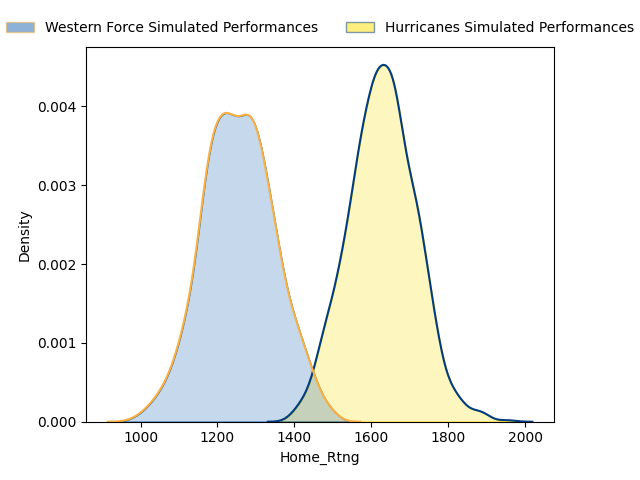 Western Force Simulated Performances
Hurricanes Simulated Performances
Density
0.004
0.003
0.002
0.001
0.000
1000
1200
1400
1600
1800
2000
Home_Rtng